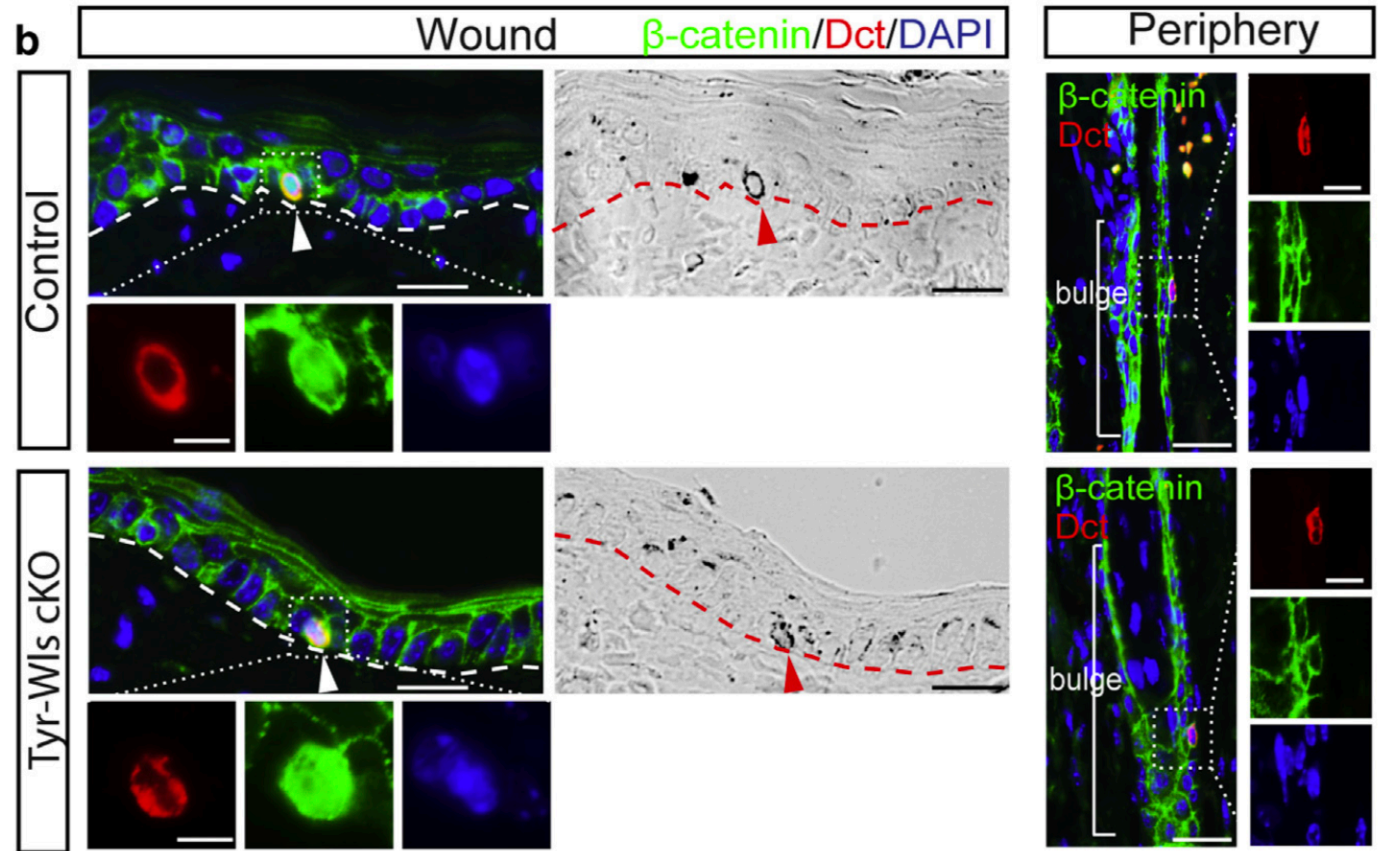 b
Wound β-catenin/Dct/DAPI
Periphery
Control
β-catenin
Dct
bulge
Tyr-Wls cKO
β-catenin
Dct
bulge